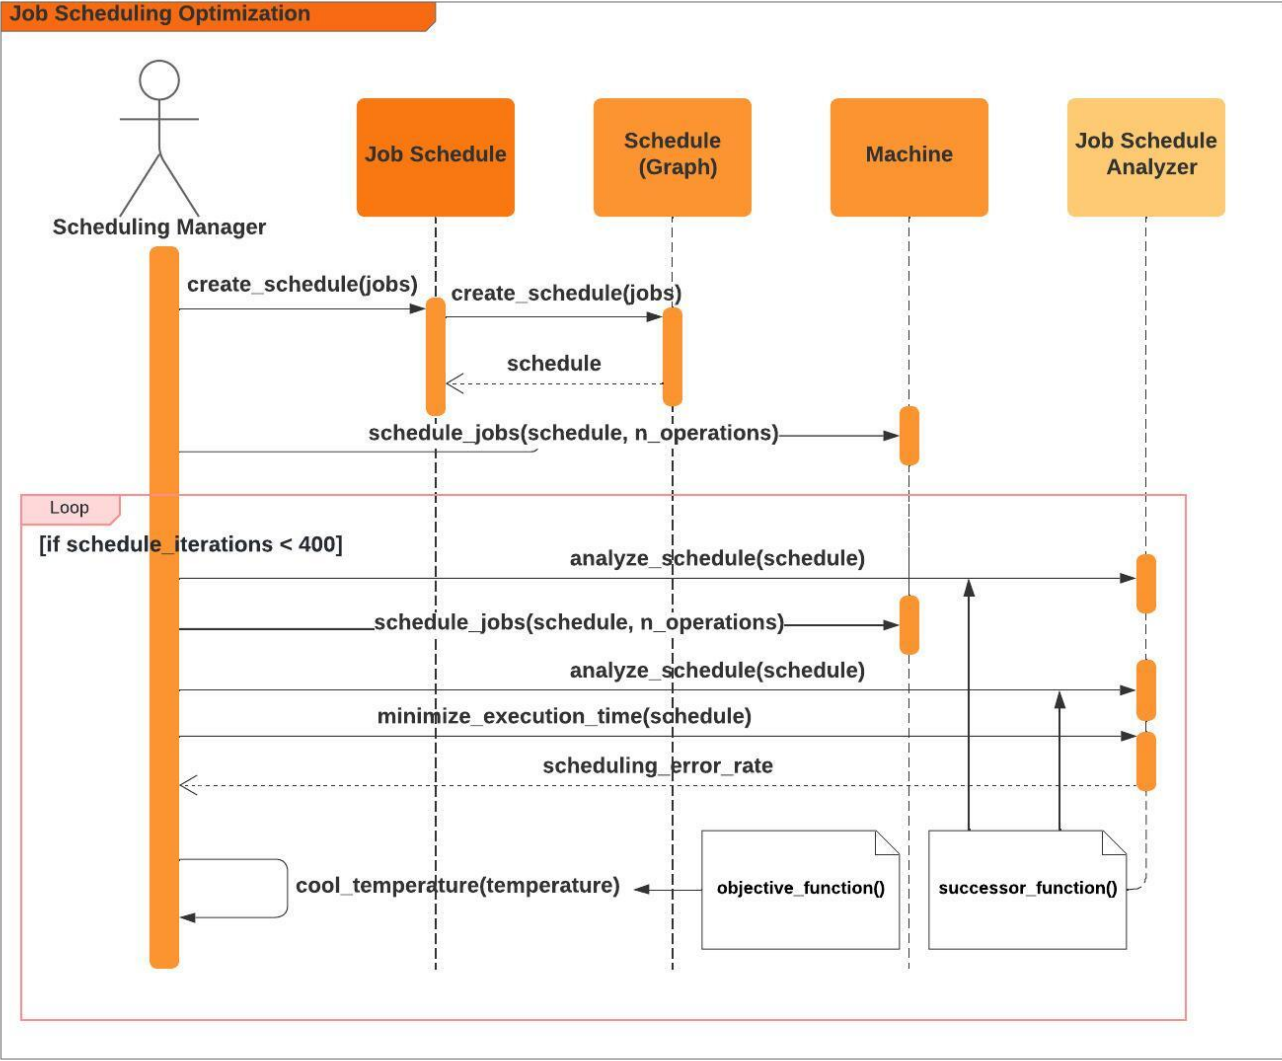 Job Scheduling Optimization
Job Schedule
Schedule
(Graph)
Machine
Job Schedule
Analyzer
Scheduling Manager
create_schedule(jobs)
create_schedule(jobs)
schedule
schedule_jobs(schedule, n_operations)
Loop
[if schedule_iterations < 400]
analyze_schedule(schedule)
schedule_jobs(schedule, n_operations)
analyze_schedule(schedule)
minimize_execution_time(schedule)
scheduling_error_rate
cool_temperature(temperature)
objective_function()
successor_function()